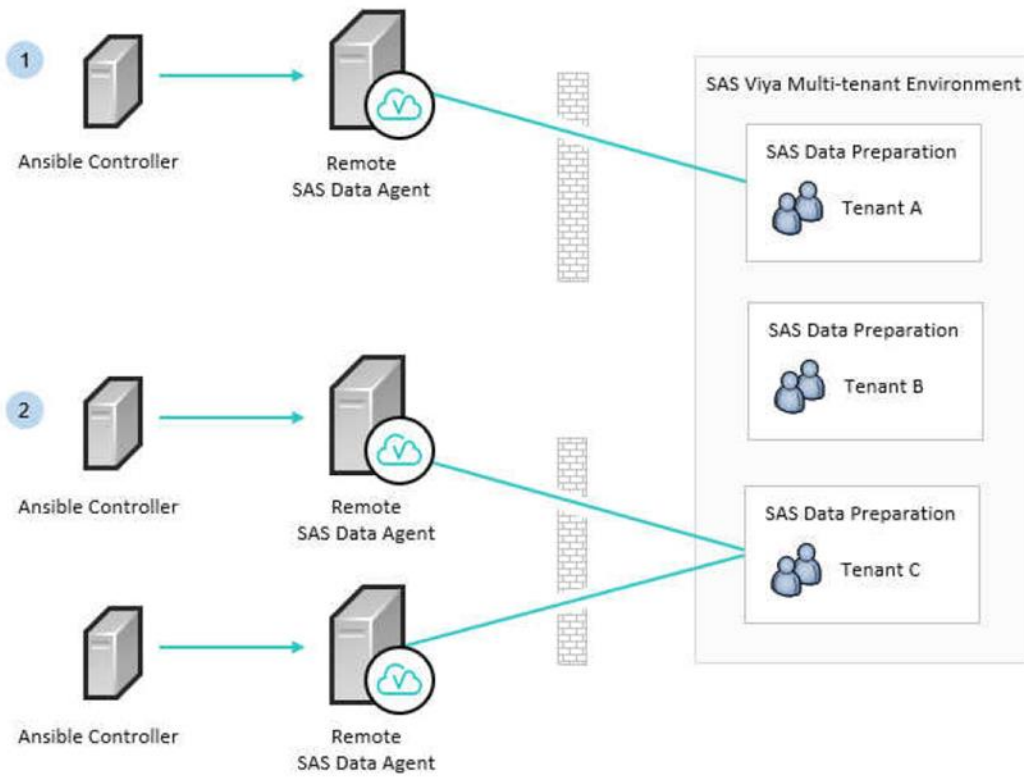 1
Ansible Controller
Remote
SAS Data Agent
SAS Viya Multi-tenant Environment
SAS Data Preparation
Tenant A
SAS Data Preparation
Tenant B
2
Ansible Controller
Remote
SAS Data Agent
SAS Data Preparation
Tenant C
Ansible Controller
Remote
SAS Data Agent